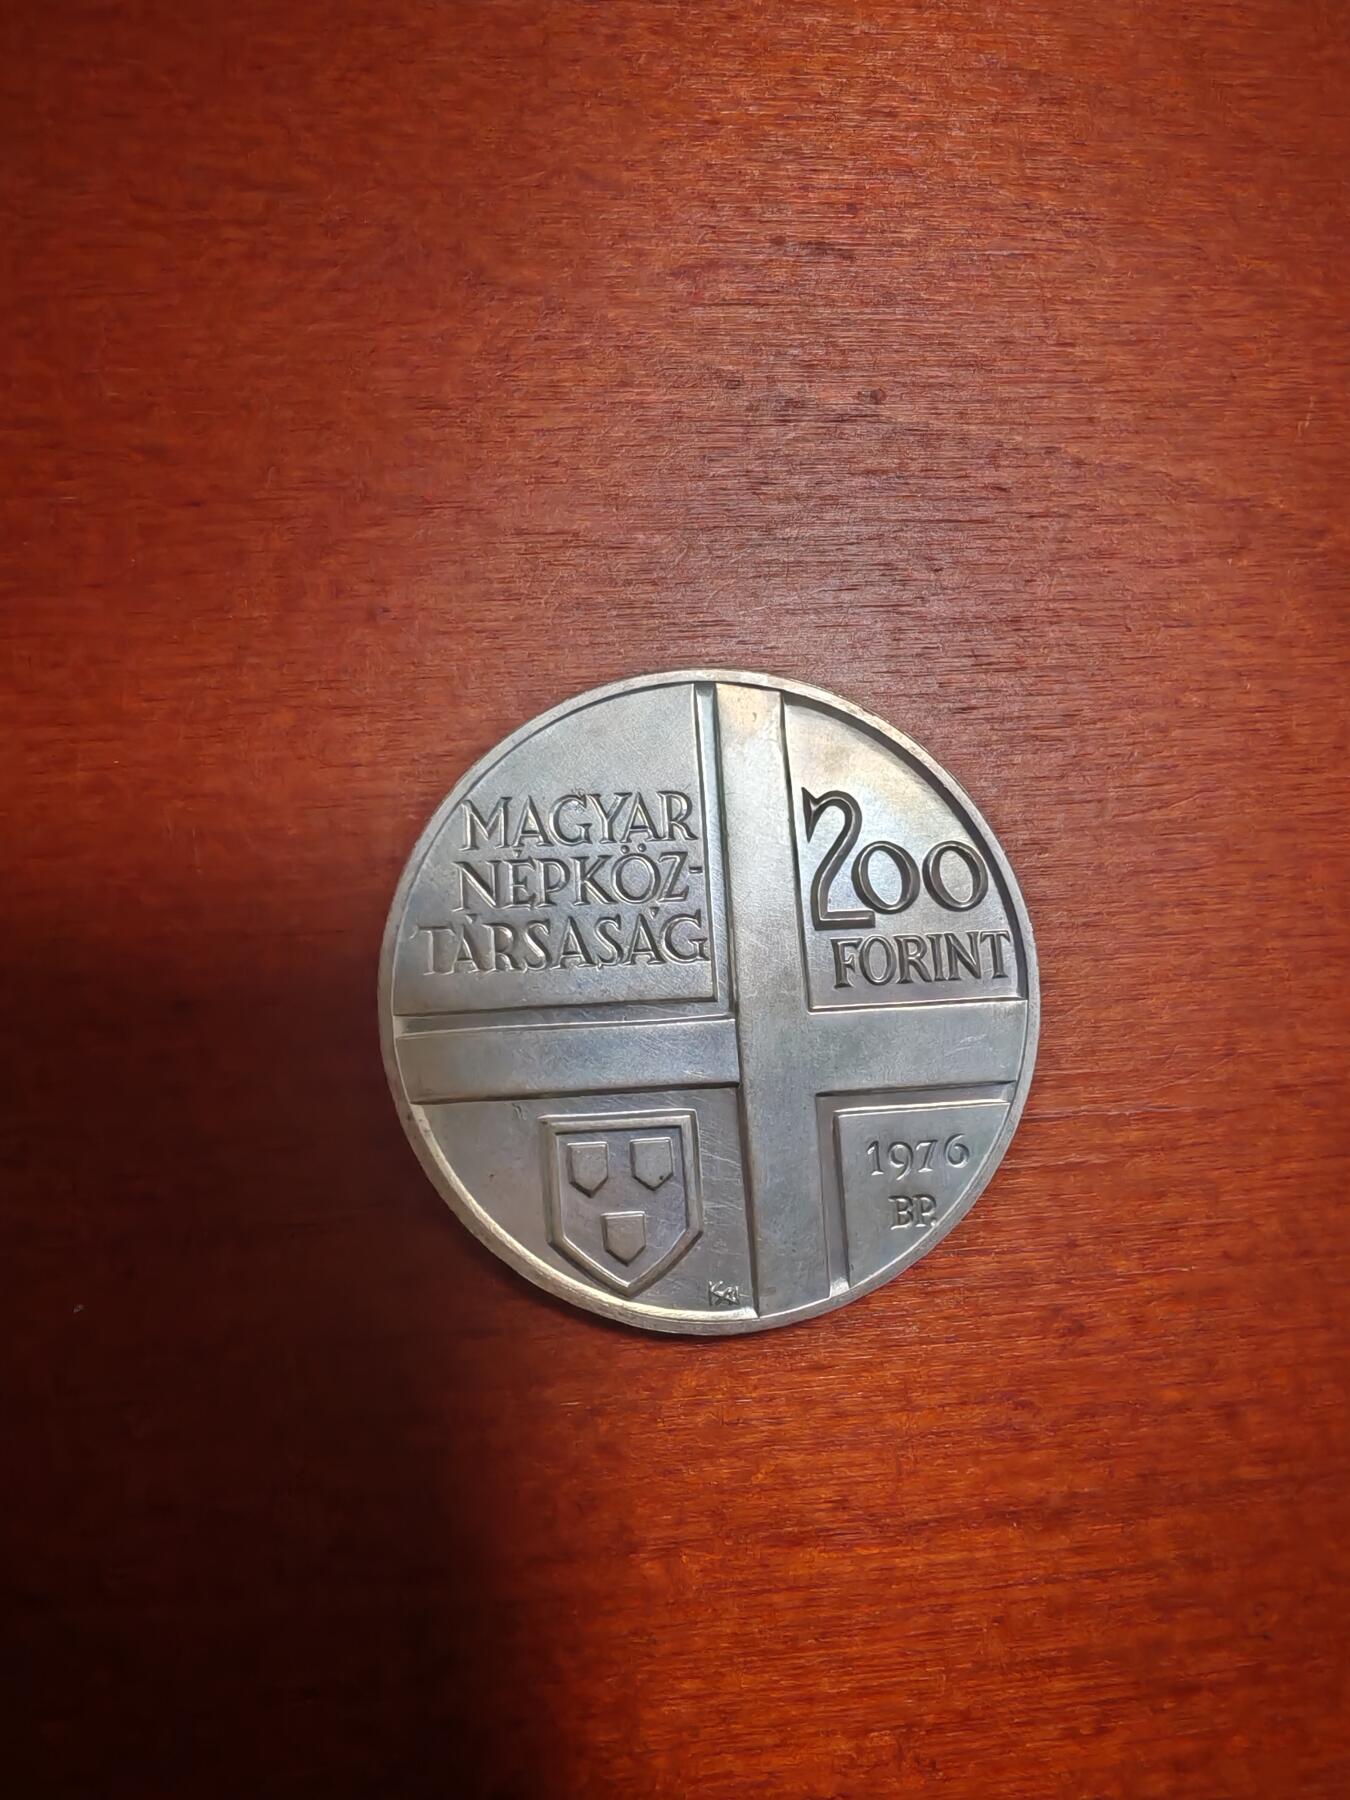 MAGYAR
NÉPKÖZ-
TÁRSASÁG
200
FORINT
1976
BP.